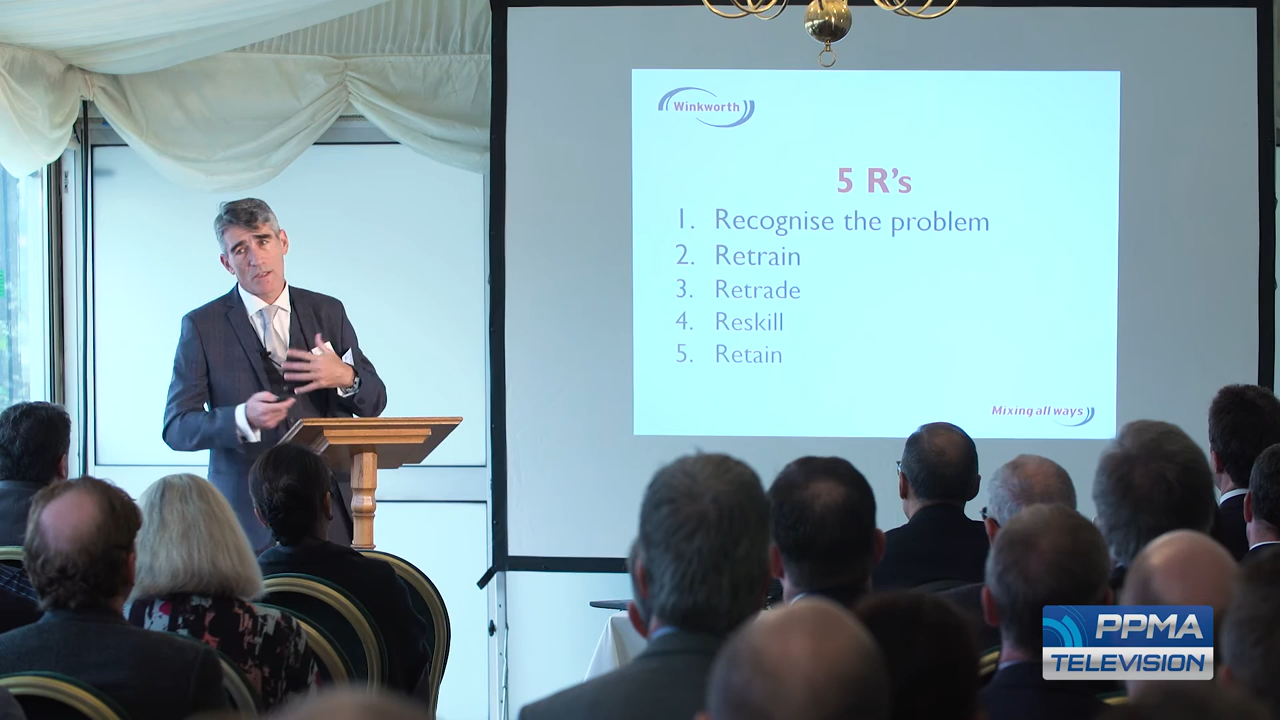 Winkworth
5 R's
1. Recognise the problem
2. Retrain
3. Retrade
4. Reskill
5. Retain
Mixing all ways
PPMA
TELEVISION